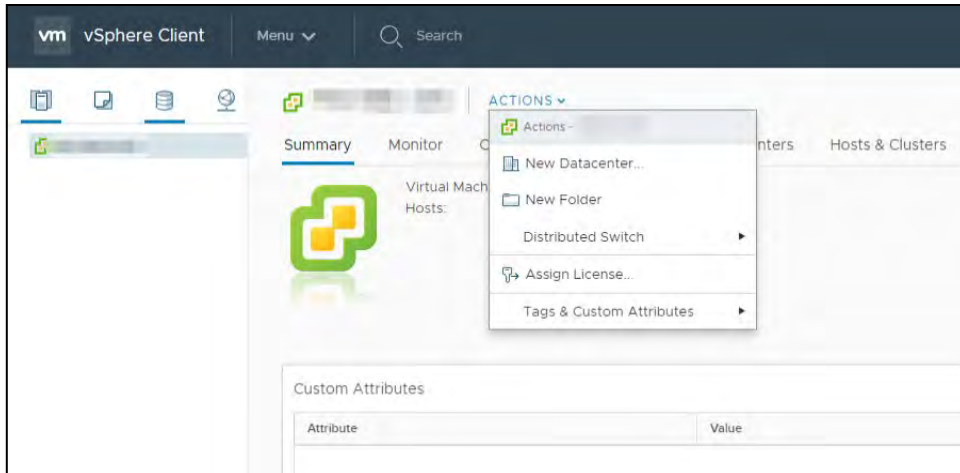 vm vSphere Client Menu Search
ACTIONS
Actions -
Summary Monitor C nters Hosts & Clusters
New Datacenter...
Virtual Mach
New Folder
Hosts:
Distributed Switch
Assign License...
Tags & Custom Attributes
Custom Attributes
Attribute Value